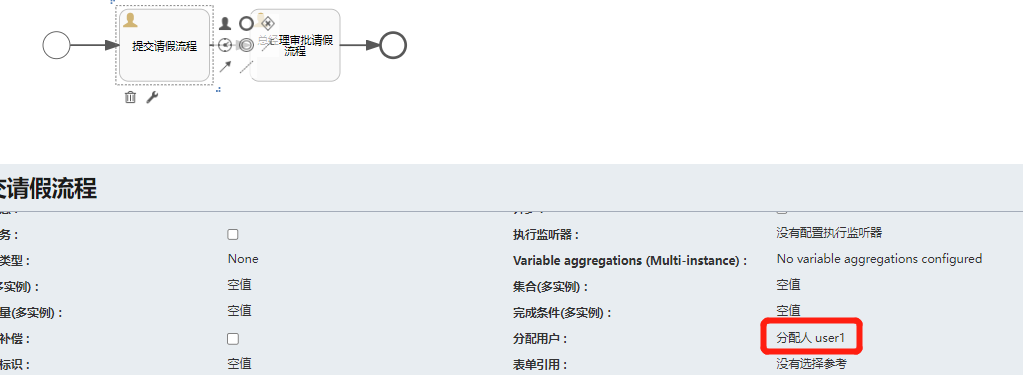 提交请假流程
总经理审批请假
流程
交请假流程
务：
执行监听器：
没有配置执行监听器
类型：
None
Variable aggregations (Multi-instance)：
No variable aggregations configured
多实例)：
空值
集合(多实例)：
空值
量(多实例)：
空值
完成条件(多实例)：
空值
补偿：
分配用户：
分配人 user1
标识：
空值
表单引用：
没有选择参考